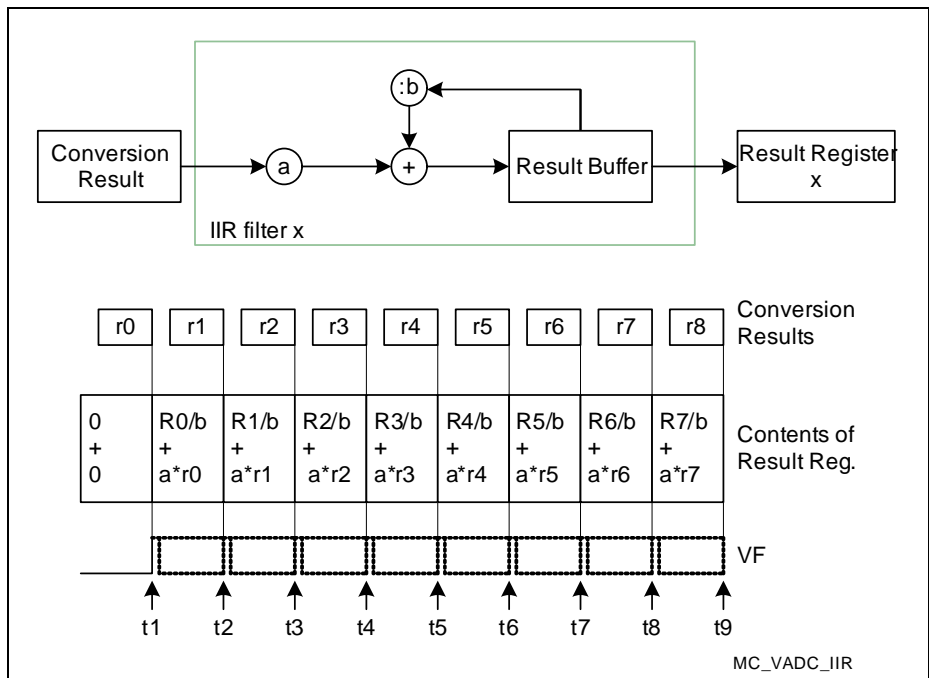 :b
Conversion
Result
a
+
Result Buffer
Result Register
x
IIR filter x
r0 r1 r2 r3 r4 r5 r6 r7 r8
Conversion
Results
0 R0/b R1/b R2/b R3/b R4/b R5/b R6/b R7/b
+ + + + + + + + +
0 a*r0 a*r1 a*r2 a*r3 a*r4 a*r5 a*r6 a*r7
Contents of
Result Reg.
VF
t1 t2 t3 t4 t5 t6 t7 t8 t9
MC_VADC_IIR